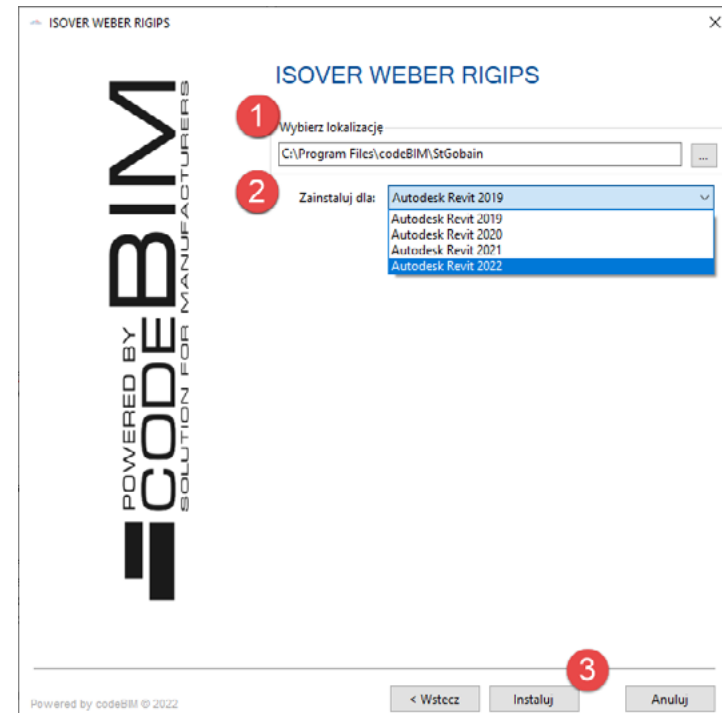 ISOVER WEBER RIGIPS
ISOVER WEBER RIGIPS
1
Wybierz lokalizację
C:\Program Files\codeBIM\StGobain
...
2
Zainstaluj dla:
Autodesk Revit 2019
Autodesk Revit 2019
Autodesk Revit 2020
Autodesk Revit 2021
Autodesk Revit 2022
POWERED BY
CODEBIM
SOLUTION FOR MANUFACTURERS
3
Powered by codeBIM © 2022
< Wstecz
Instaluj
Anuluj